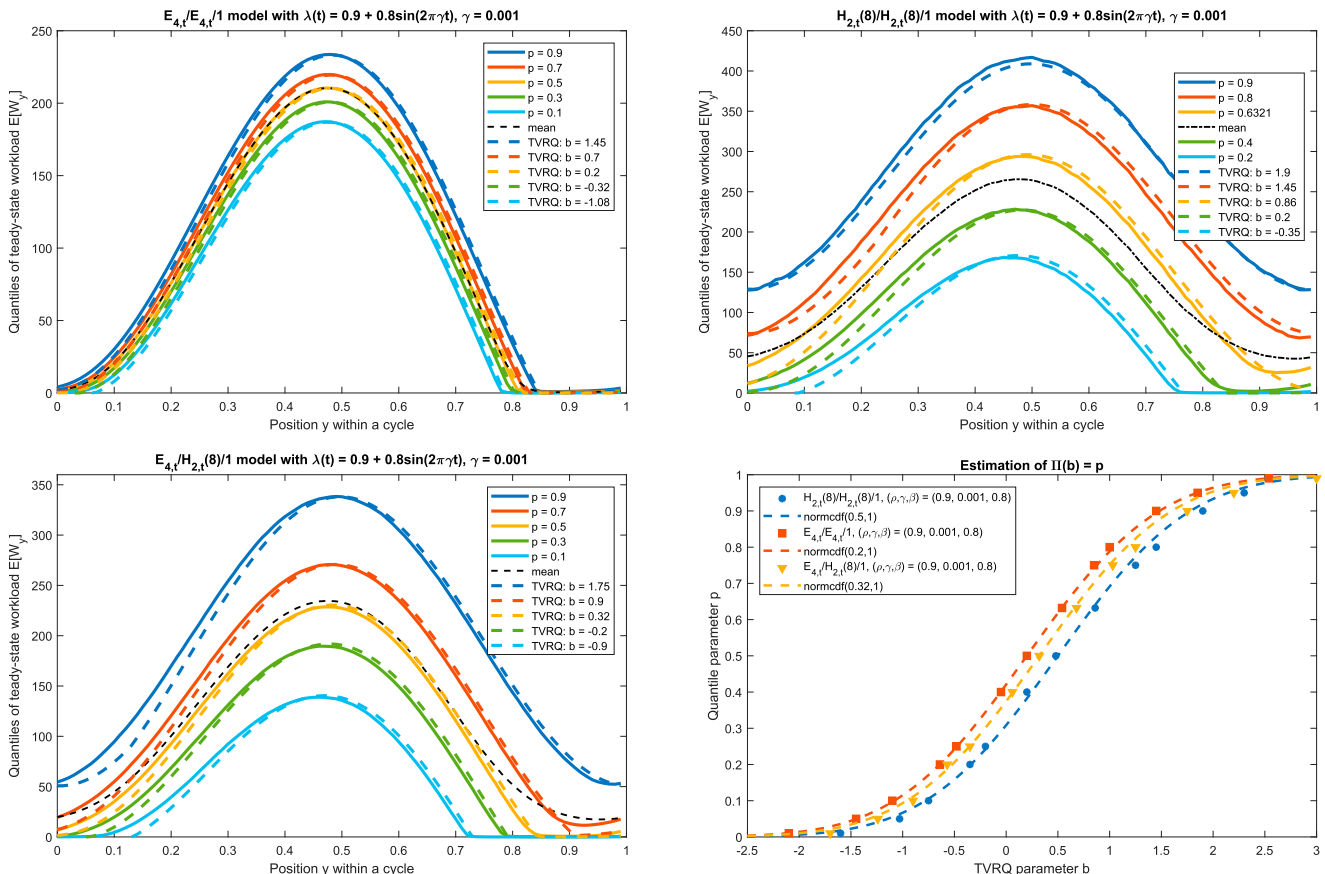 E4,t/E4,t/1 model with λ(t) = 0.9 + 0.8sin(2πγt), γ = 0.001
Quantiles of teady-state workload E[Wy]
250
200
150
100
50
0
0 0.1 0.2 0.3 0.4 0.5 0.6 0.7 0.8 0.9 1
Position y within a cycle
p = 0.9
p = 0.7
p = 0.5
p = 0.3
p = 0.1
mean
TVRQ: b = 1.45
TVRQ: b = 0.7
TVRQ: b = 0.2
TVRQ: b = -0.32
TVRQ: b = -1.08
H2,t(8)/H2,t(8)/1 model with λ(t) = 0.9 + 0.8sin(2πγt), γ = 0.001
Quantiles of teady-state workload E[Wy]
450
400
350
300
250
200
150
100
50
0
0 0.1 0.2 0.3 0.4 0.5 0.6 0.7 0.8 0.9 1
Position y within a cycle
p = 0.9
p = 0.8
p = 0.6321
mean
p = 0.4
p = 0.2
TVRQ: b = 1.9
TVRQ: b = 1.45
TVRQ: b = 0.86
TVRQ: b = 0.2
TVRQ: b = -0.35
E4,t/H2,t(8)/1 model with λ(t) = 0.9 + 0.8sin(2πγt), γ = 0.001
Quantiles of teady-state workload E[Wy]
350
300
250
200
150
100
50
0
0 0.1 0.2 0.3 0.4 0.5 0.6 0.7 0.8 0.9 1
Position y within a cycle
p = 0.9
p = 0.7
p = 0.5
p = 0.3
p = 0.1
mean
TVRQ: b = 1.75
TVRQ: b = 0.9
TVRQ: b = 0.32
TVRQ: b = -0.2
TVRQ: b = -0.9
Estimation of Π(b) = p
Quantile parameter p
1
0.9
0.8
0.7
0.6
0.5
0.4
0.3
0.2
0.1
0
-2.5 -2 -1.5 -1 -0.5 0 0.5 1 1.5 2 2.5 3
TVRQ parameter b
H2,t(8)/H2,t(8)/1, (ρ,γ,β) = (0.9, 0.001, 0.8)
normcdf(0.5,1)
E4,t/E4,t/1, (ρ,γ,β) = (0.9, 0.001, 0.8)
normcdf(0.2,1)
E4,t/H2,t(8)/1, (ρ,γ,β) = (0.9, 0.001, 0.8)
normcdf(0.32,1)